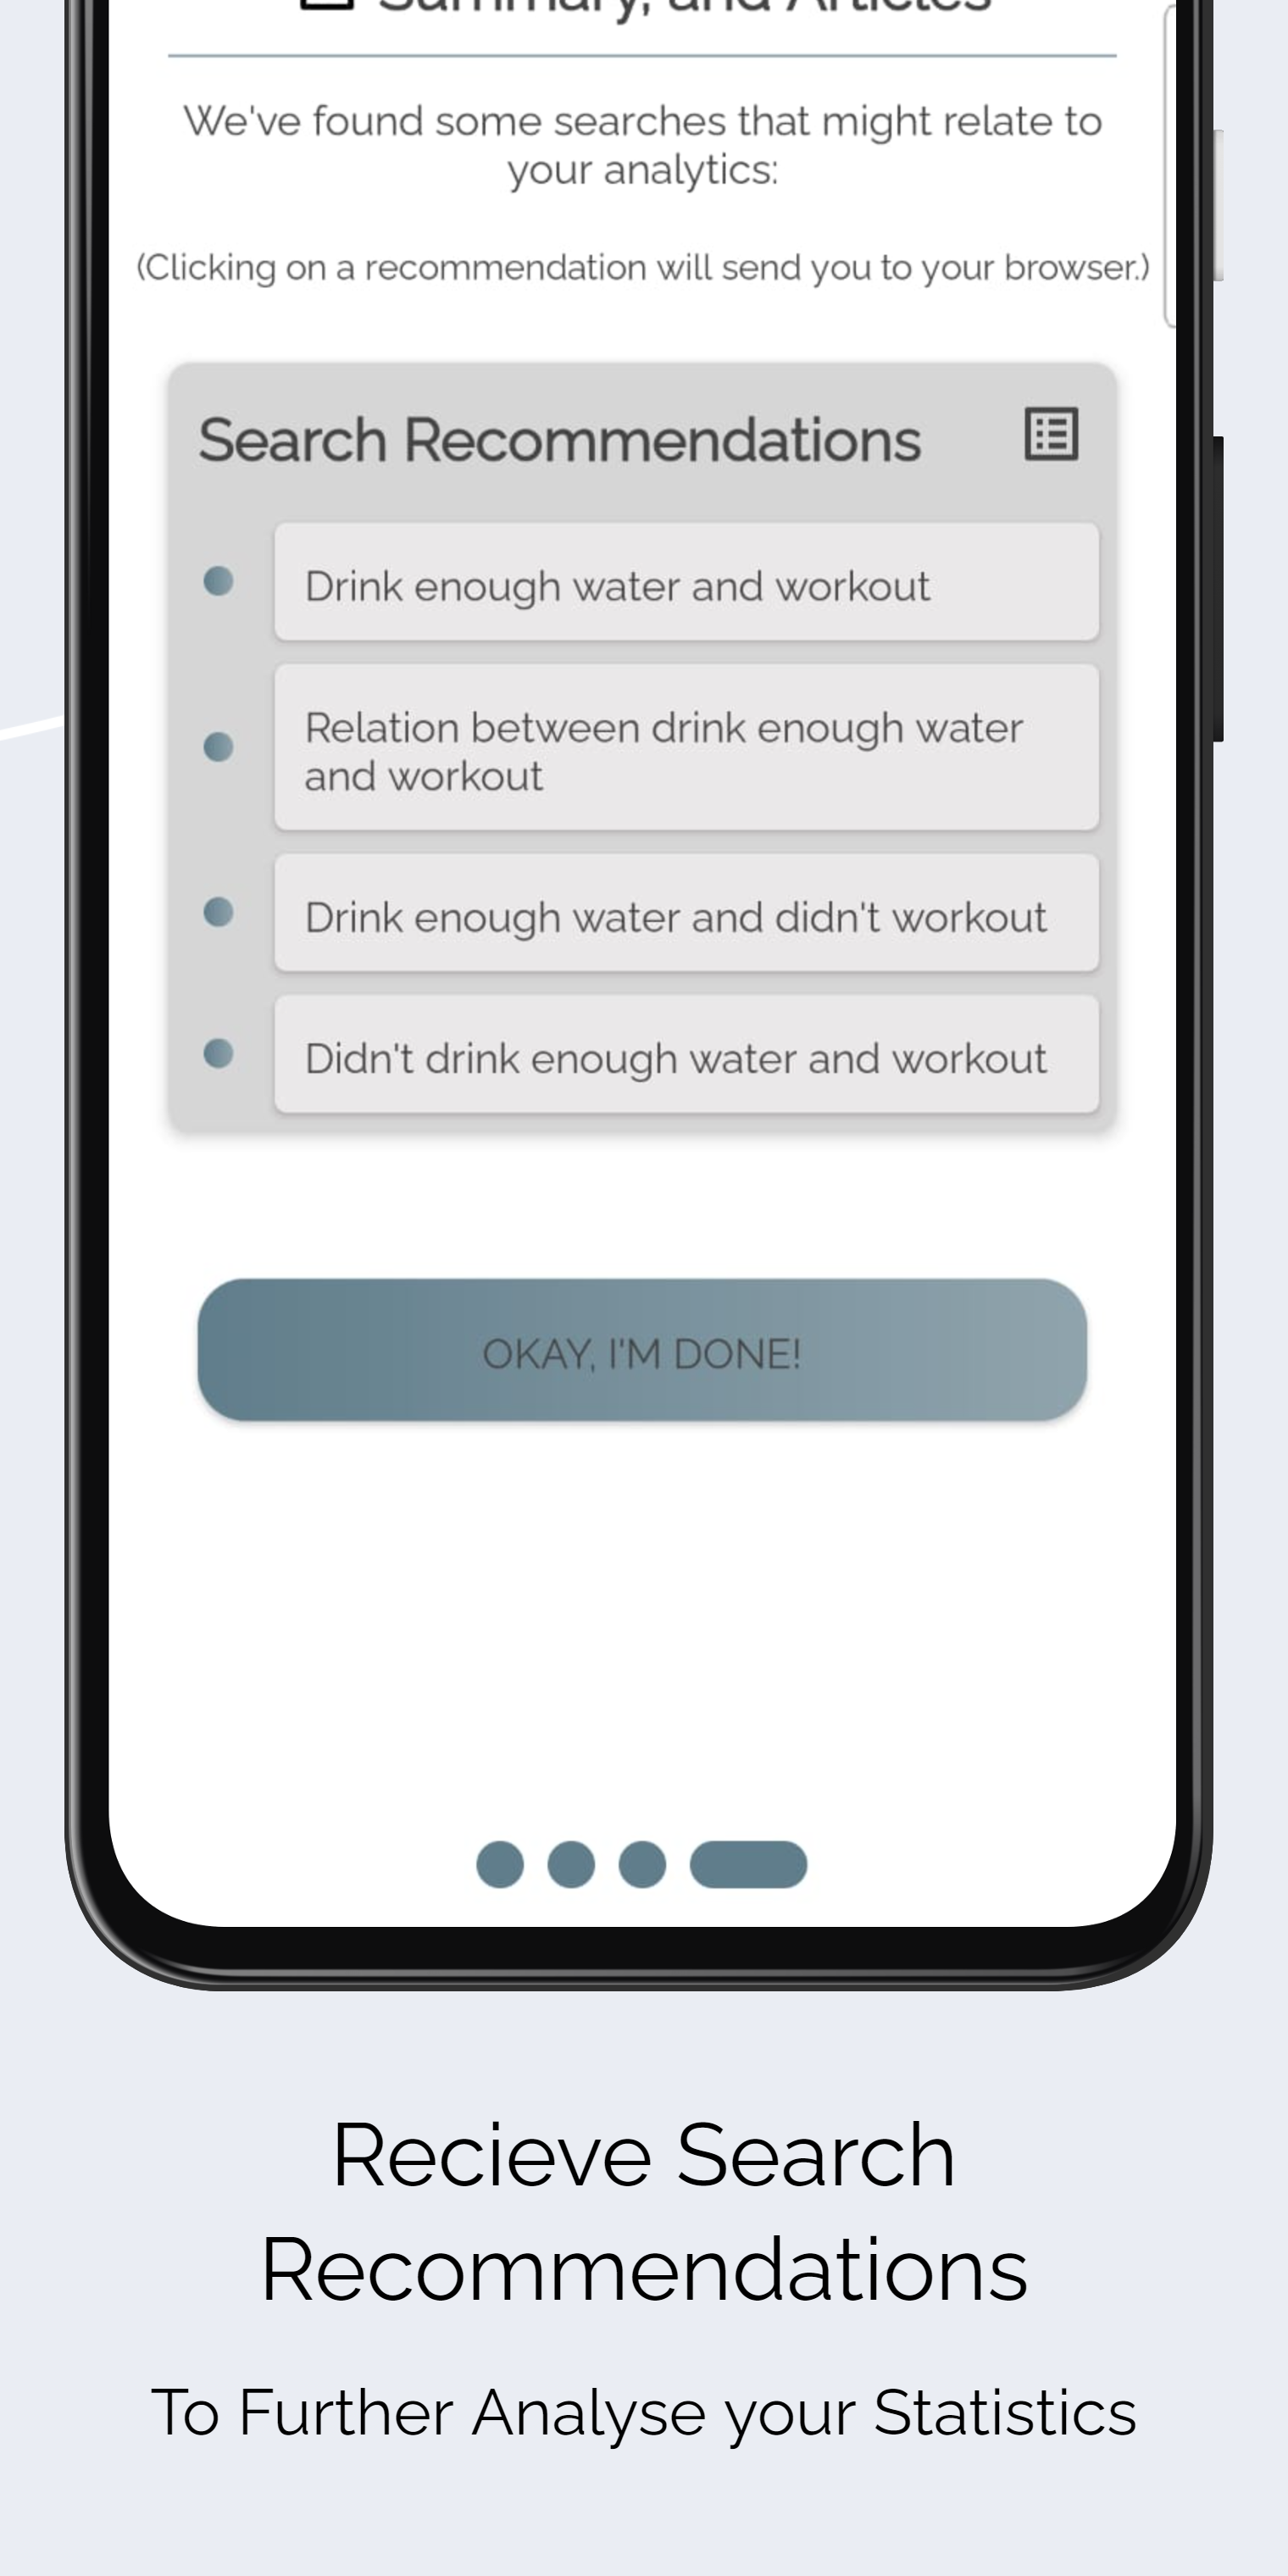 Summary, and Articles
We've found some searches that might relate to
your analytics:
(Clicking on a recommendation will send you to your browser.)
Search Recommendations
Drink enough water and workout
Relation between drink enough water
and workout
Drink enough water and didn't workout
Didn't drink enough water and workout
OKAY, I'M DONE!
Recieve Search
Recommendations
To Further Analyse your Statistics